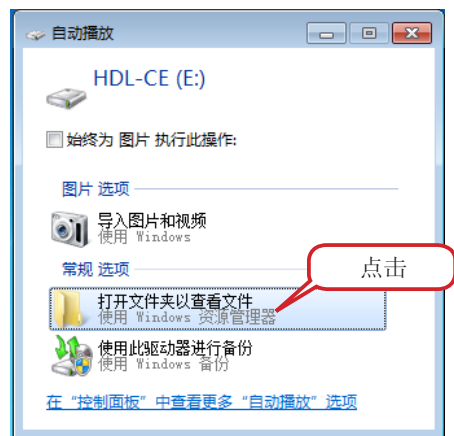 自动播放
HDL-CE (E:)
始终为 图片 执行此操作:
图片 选项
导入图片和视频
使用 Windows
常规 选项
点击
打开文件夹以查看文件
使用 Windows 资源管理器
使用此驱动器进行备份
使用 Windows 备份
在“控制面板”中查看更多“自动播放”选项